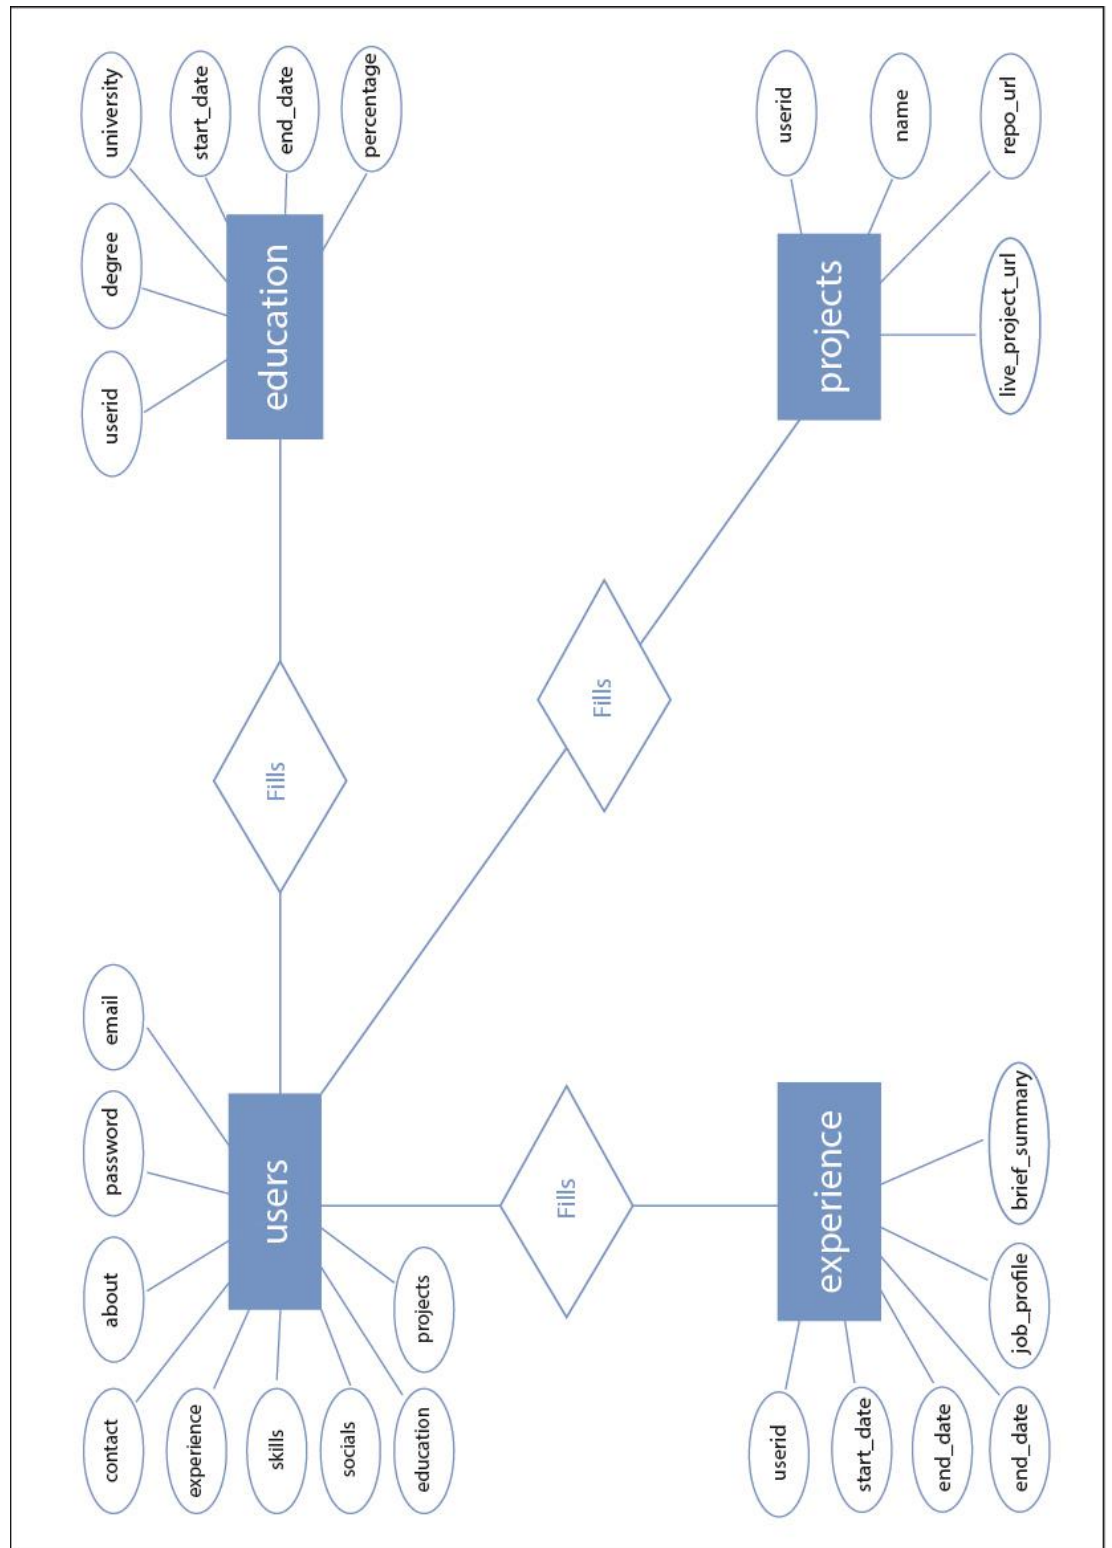 contact
about
password
email
experience
skills
socials
education
projects
users
Fills
userid
degree
university
start_date
end_date
percentage
education
Fills
Fills
userid
start_date
end_date
end_date
job_profile
brief_summary
experience
userid
name
repo_url
live_project_url
projects